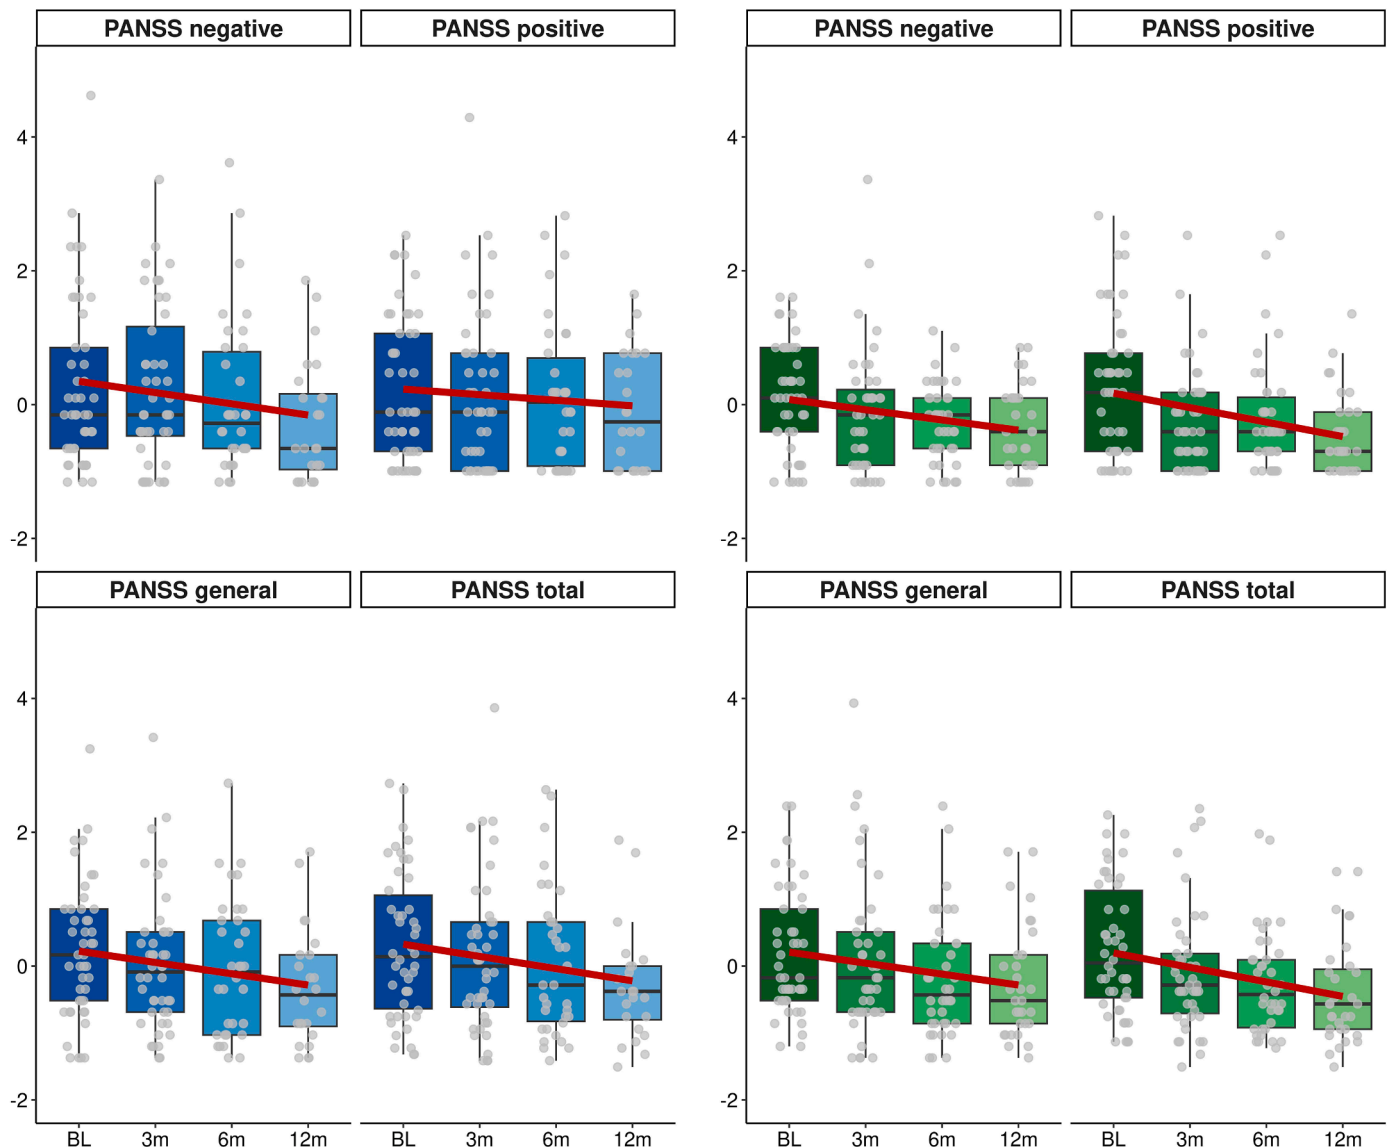 PANSS negative PANSS positive PANSS negative PANSS positive
4 4
2 2
0 0
-2 -2
PANSS general PANSS total PANSS general PANSS total
4 4
2 2
0 0
-2 -2
BL 3m 6m 12m BL 3m 6m 12m BL 3m 6m 12m BL 3m 6m 12m